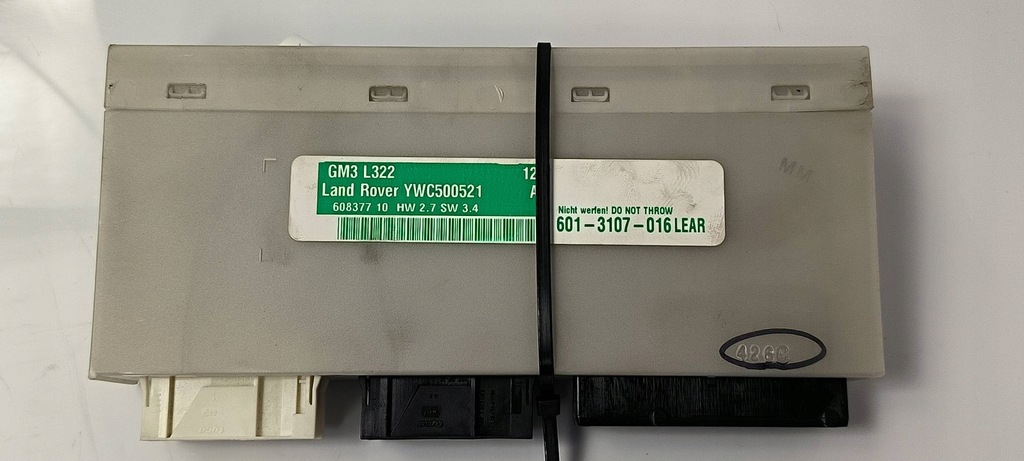 GM3 L322 12
Land Rover YWC500521 A
608377 10 HW 2.7 SW 3.4
Nicht werfen! DO NOT THROW
601-3107-016 LEAR
MM